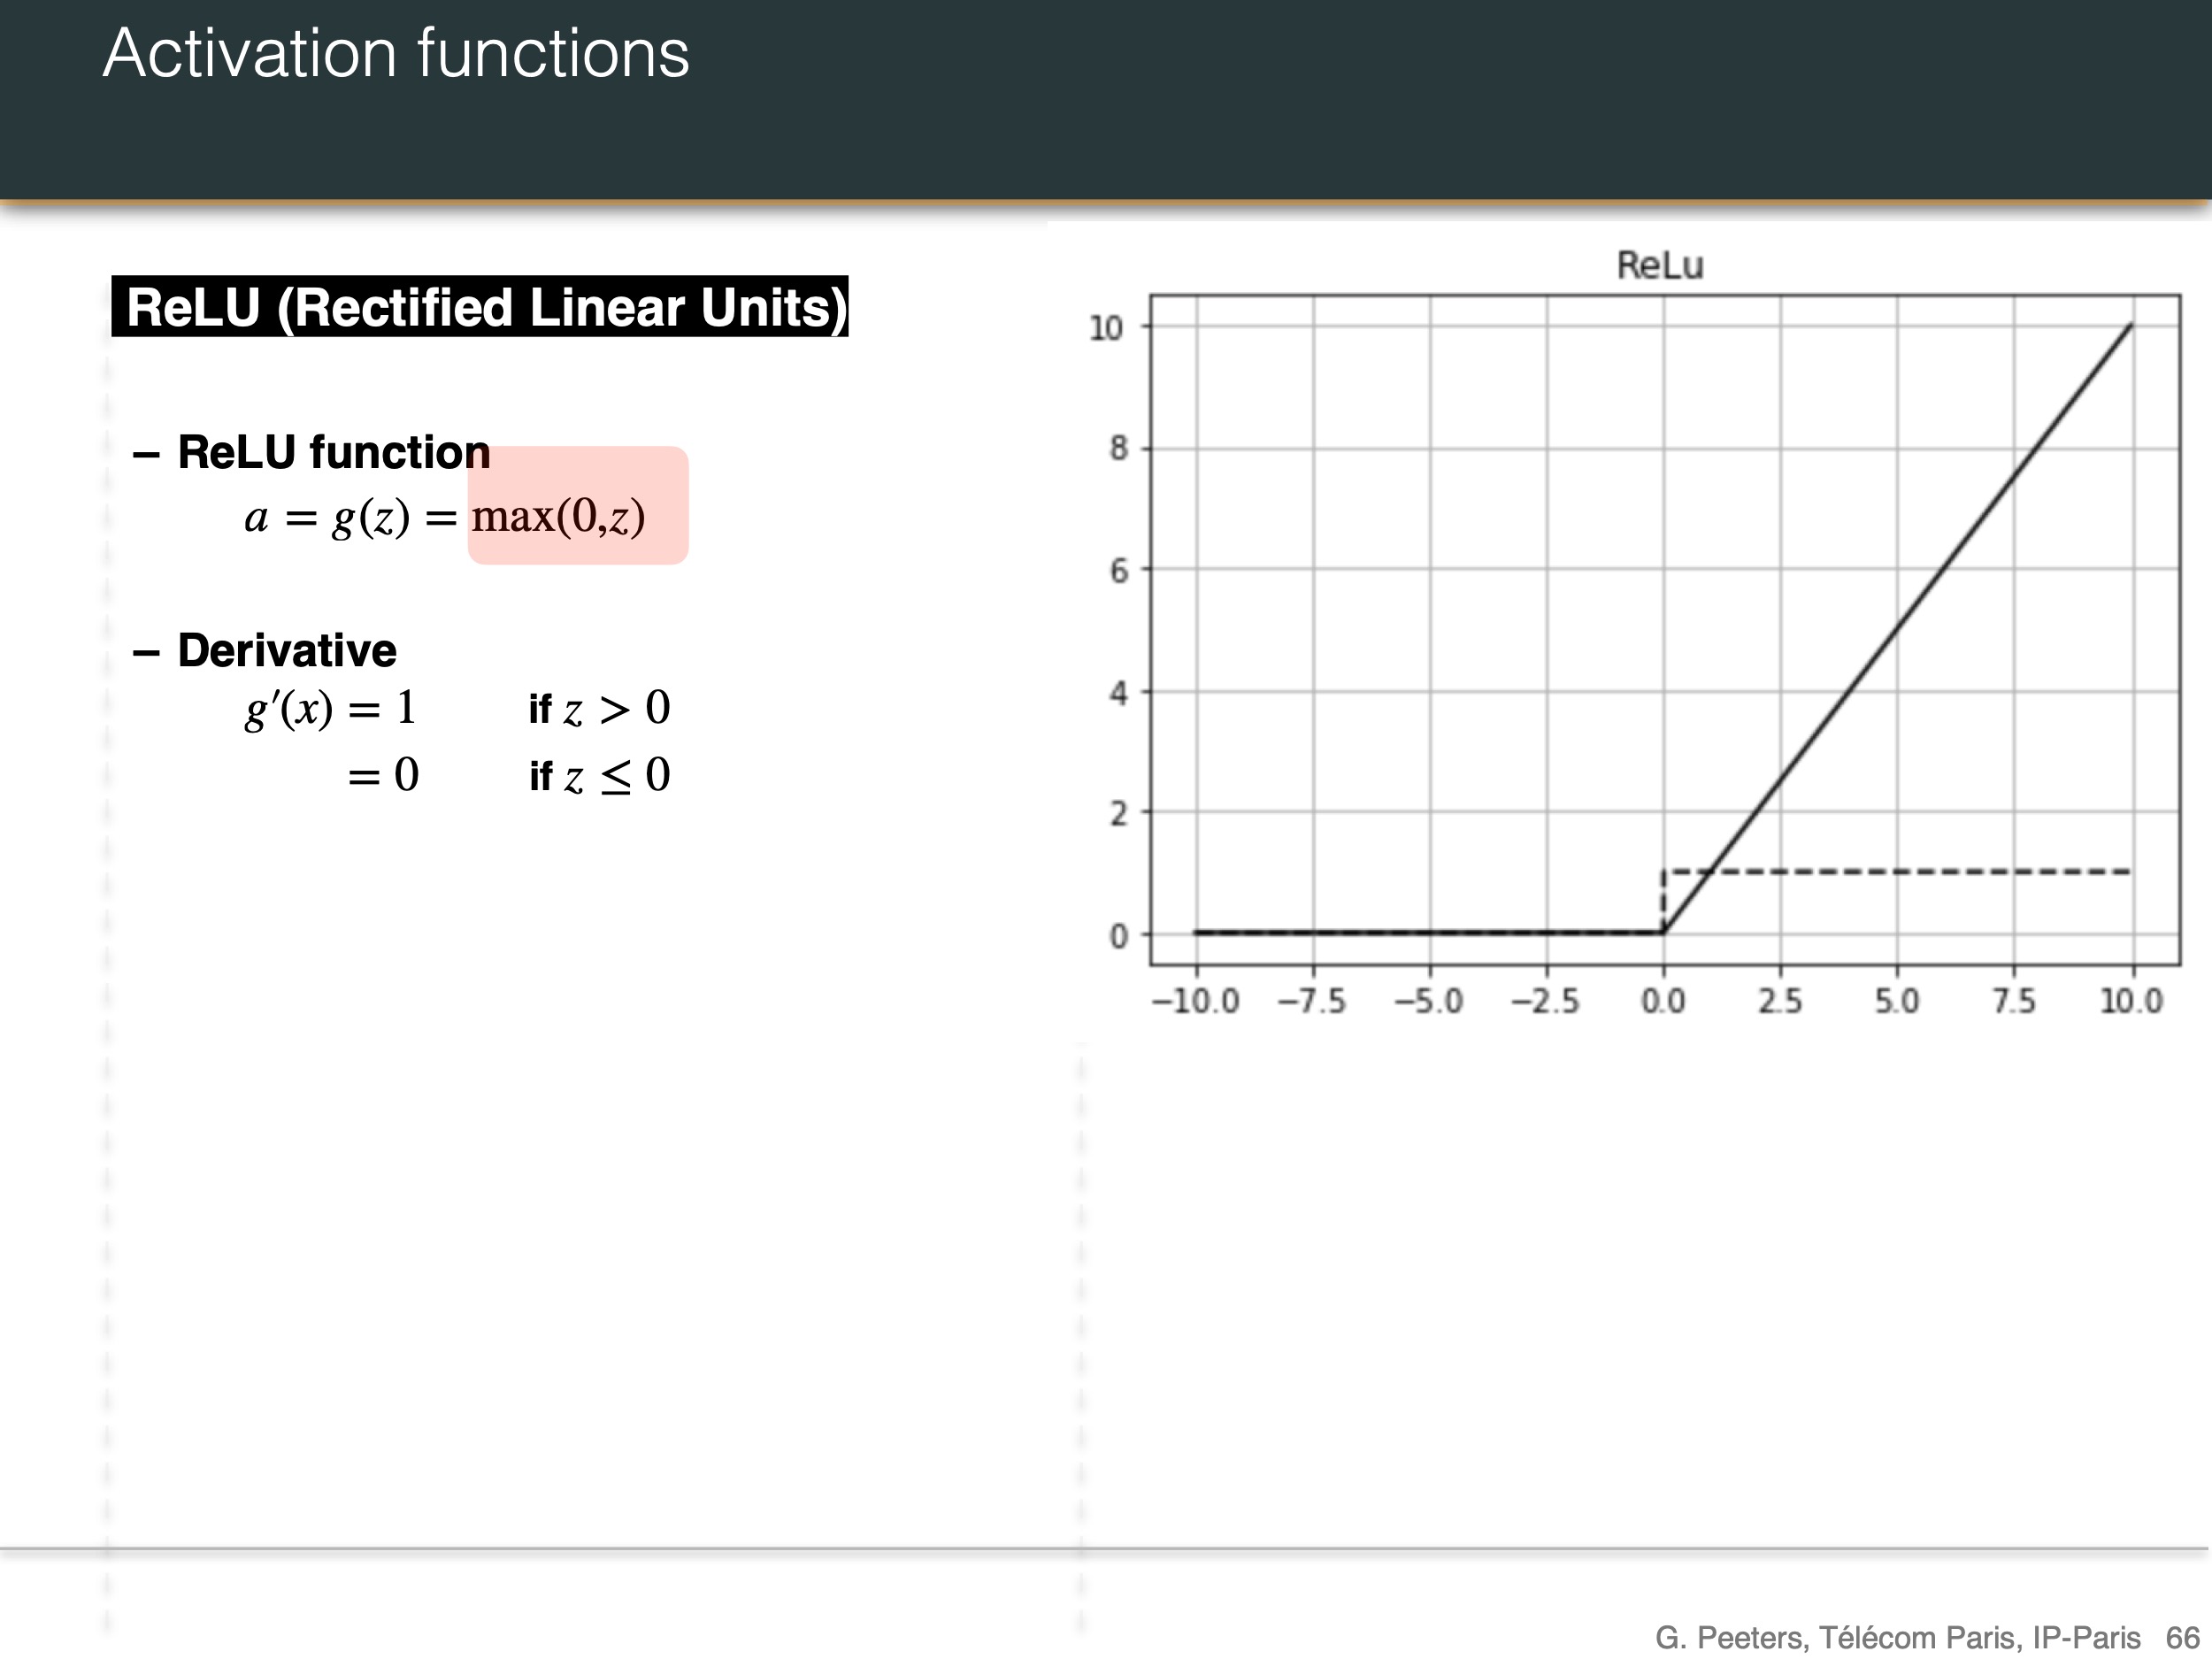 Activation functions
ReLU (Rectified Linear Units)
– ReLU function
a = g(z) = max(0,z)
– Derivative
g′(x) = 1 if z > 0
= 0 if z ≤ 0
ReLu
10
8
6
4
2
0
−10.0 −7.5 −5.0 −2.5 0.0 2.5 5.0 7.5 10.0
G. Peeters, Télécom Paris, IP-Paris 66